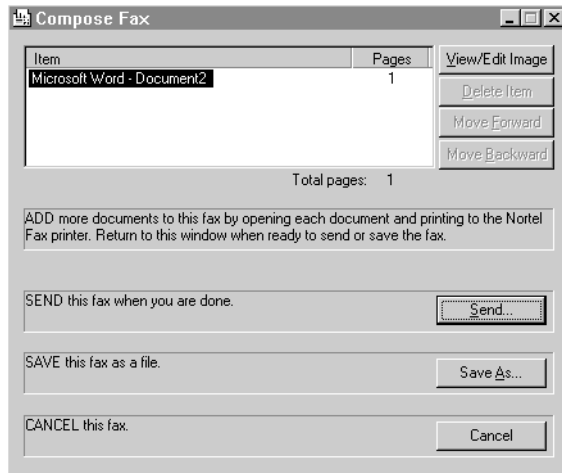 Compose Fax
Item Pages View/Edit Image
Microsoft Word - Document2 1
Delete Item
Move Forward
Move Backward
Total pages: 1
ADD more documents to this fax by opening each document and printing to the Nortel
Fax printer. Return to this window when ready to send or save the fax.
SEND this fax when you are done.
Send...
SAVE this fax as a file.
Save As...
CANCEL this fax.
Cancel